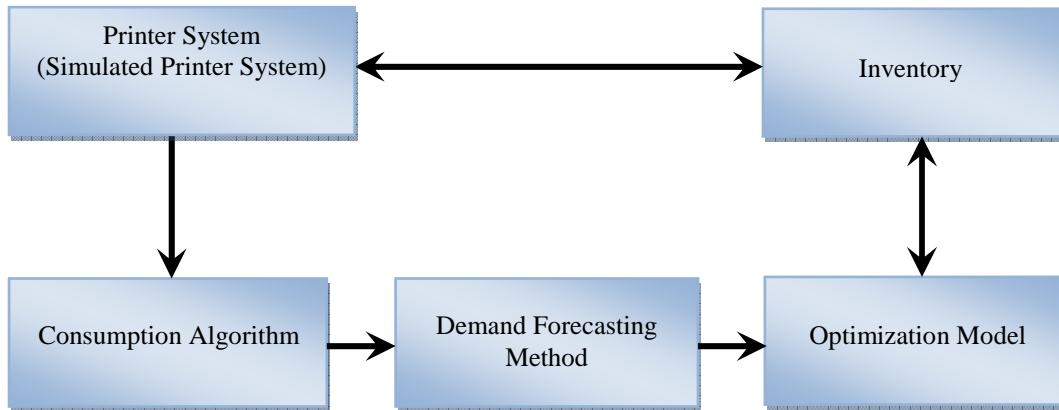 Printer System
(Simulated Printer System)
Inventory
Consumption Algorithm
Demand Forecasting
Method
Optimization Model